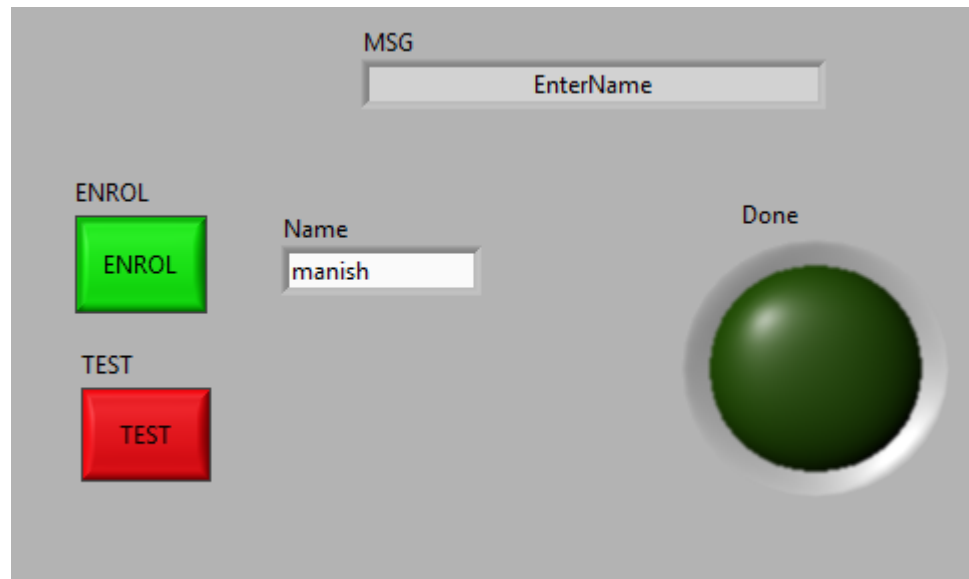 MSG
EnterName
ENROL
ENROL
Name
manish
Done
TEST
TEST